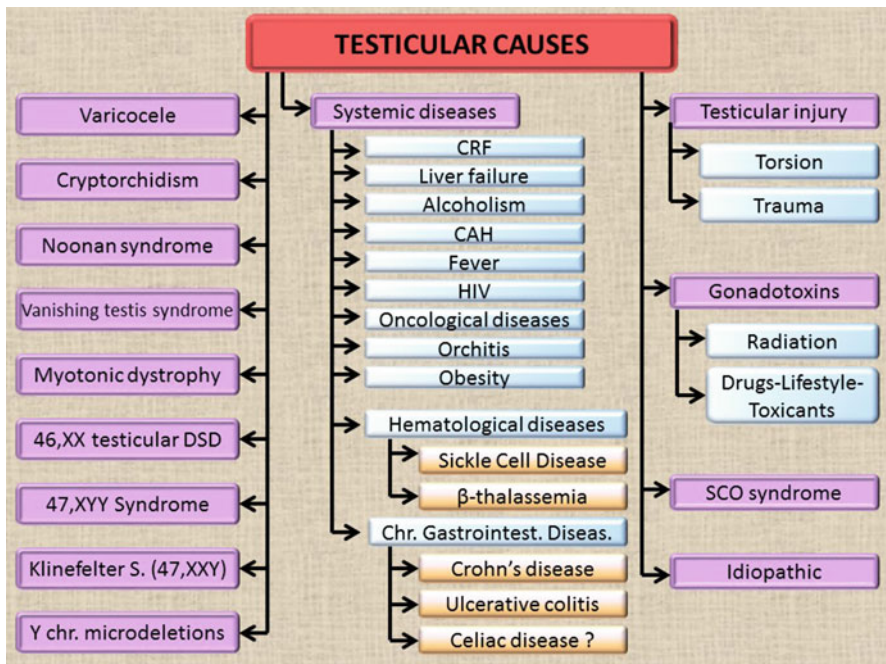 TESTICULAR CAUSES
Varicocele
Cryptorchidism
Noonan syndrome
Vanishing testis syndrome
Myotonic dystrophy
46,XX testicular DSD
47,XYY Syndrome
Klinefelter S. (47,XXY)
Y chr. microdeletions
Systemic diseases
CRF
Liver failure
Alcoholism
CAH
Fever
HIV
Oncological diseases
Orchitis
Obesity
Hematological diseases
Sickle Cell Disease
β-thalassemia
Chr. Gastrointest. Diseas.
Crohn's disease
Ulcerative colitis
Celiac disease ?
Testicular injury
Torsion
Trauma
Gonadotoxins
Radiation
Drugs-Lifestyle-
Toxicants
SCO syndrome
Idiopathic